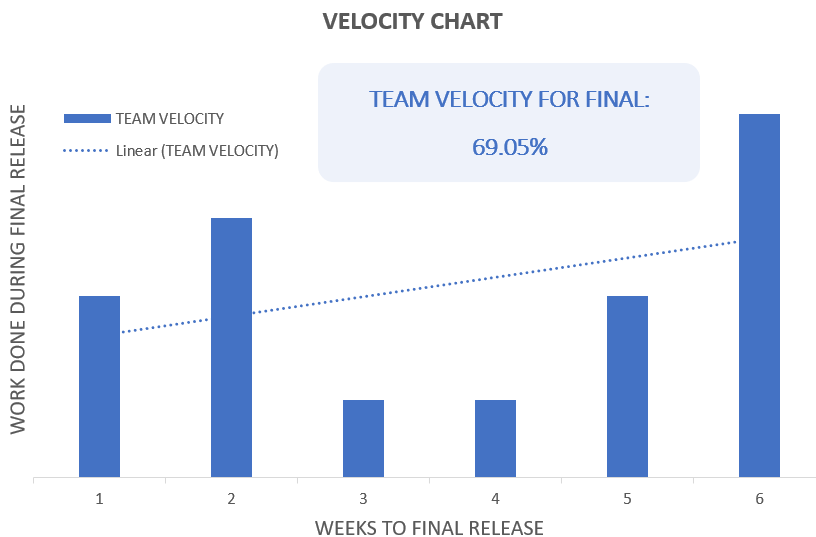 VELOCITY CHART
TEAM VELOCITY FOR FINAL:
69.05%
TEAM VELOCITY
Linear (TEAM VELOCITY)
WORK DONE DURING FINAL RELEASE
1 2 3 4 5 6
WEEKS TO FINAL RELEASE